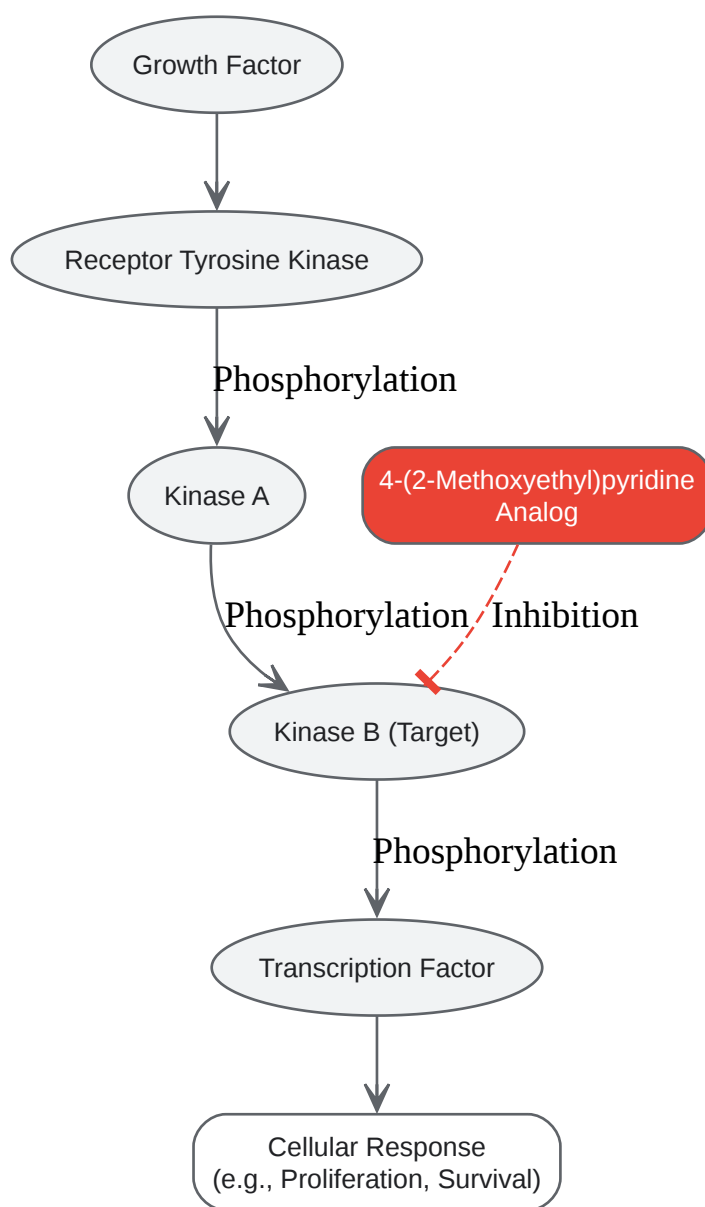 Growth Factor
Receptor Tyrosine Kinase
Phosphorylation
Kinase A
4-(2-Methoxyethyl)pyridine
Analog
Phosphorylation
Inhibition
Kinase B (Target)
Phosphorylation
Transcription Factor
Cellular Response
(e.g., Proliferation, Survival)